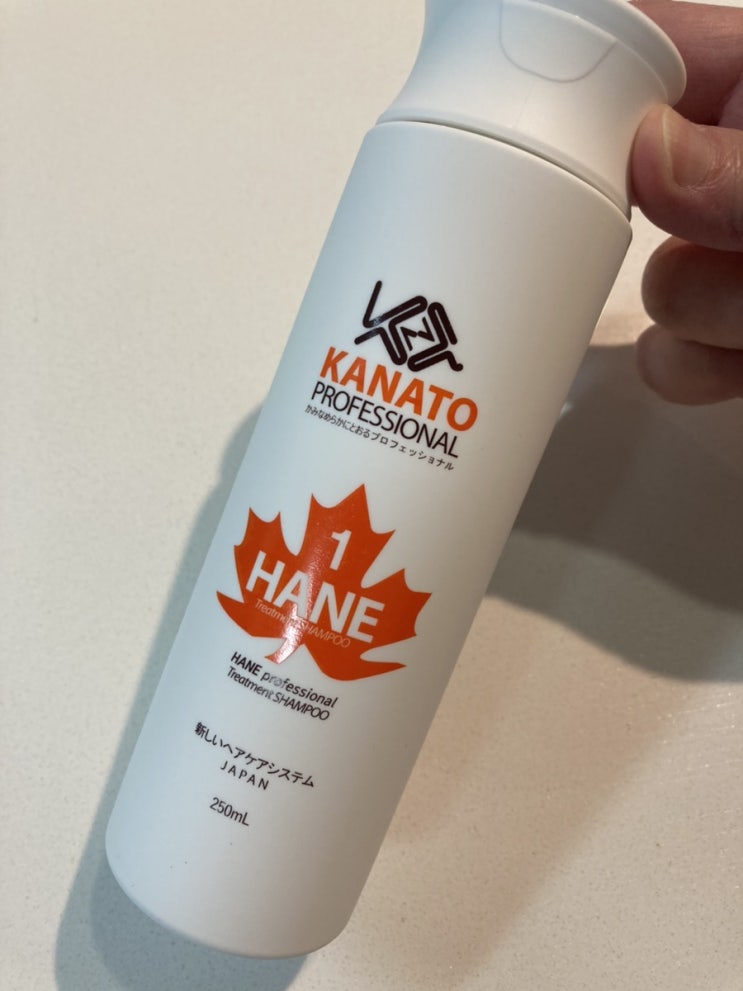 KANATO
PROFESSIONAL
かみなめらかにとおるプロフェッショナル
1
HANE
Treatment SHAMPOO
HANE professional
Treatment SHAMPOO
新しいヘアケアシステム
JAPAN
250mL